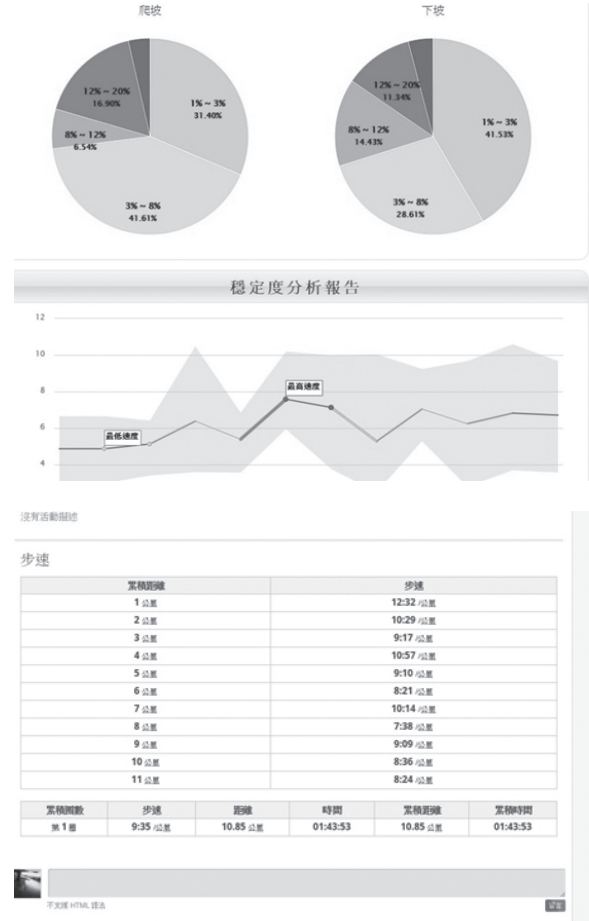 爬坡
下坡
12% ~ 20%
16.90%
1% ~ 3%
31.40%
8% ~ 12%
6.54%
3% ~ 8%
41.61%
12% ~ 20%
11.34%
1% ~ 3%
41.53%
8% ~ 12%
14.43%
3% ~ 8%
28.61%
穩定度分析報告
12
10
8
最高速度
6
最低速度
4
沒有活動描述
步速
累積距離 步速
1 公里 12:32 /公里
2 公里 10:29 /公里
3 公里 9:17 /公里
4 公里 10:57 /公里
5 公里 9:10 /公里
6 公里 8:21 /公里
7 公里 10:14 /公里
8 公里 7:38 /公里
9 公里 9:09 /公里
10 公里 8:36 /公里
11 公里 8:24 /公里
累積圈數 步速 距離 時間 累積距離 累積時間
第 1 圈 9:35 /公里 10.85 公里 01:43:53 10.85 公里 01:43:53
不支援 HTML 語法
留言